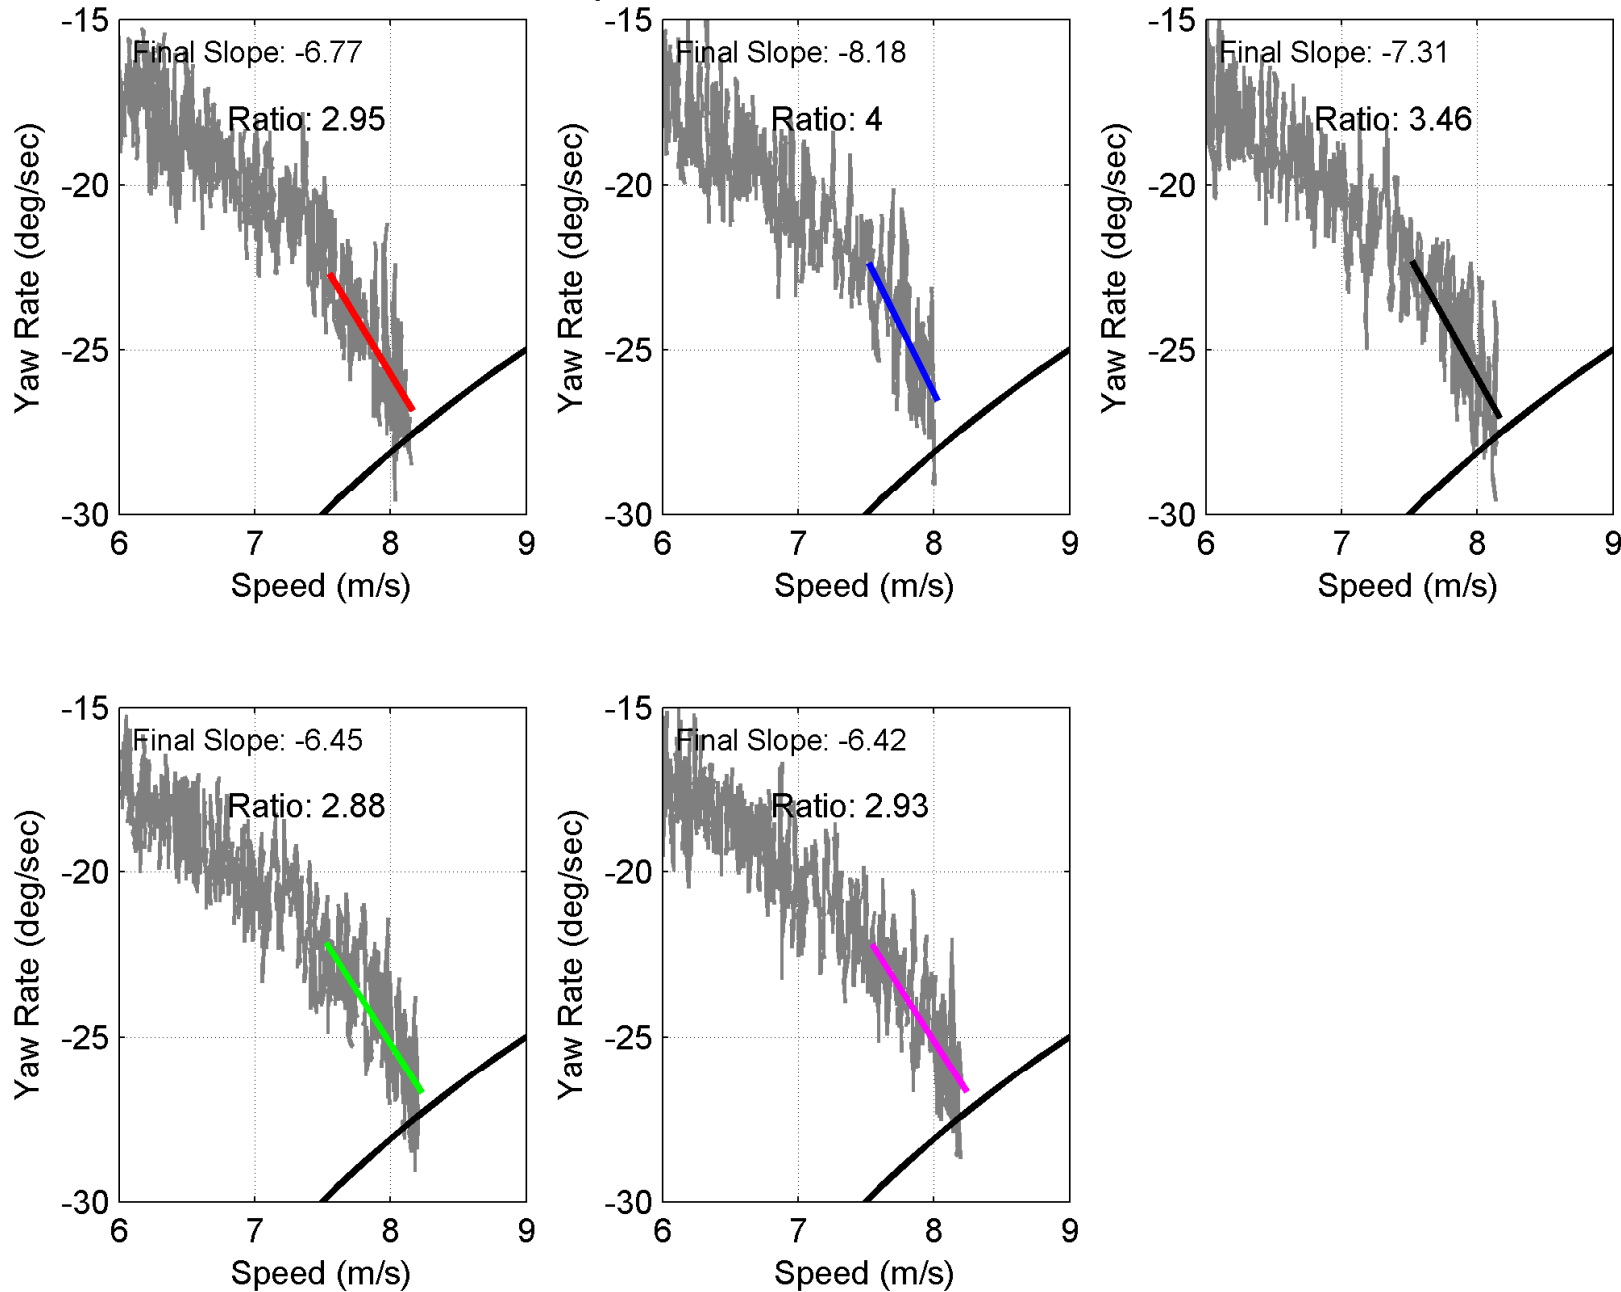 -15
-20
-25
-30
Yaw Rate (deg/sec)
Final Slope: -6.77
Ratio: 2.95
6 7 8 9
Speed (m/s)
-15
-20
-25
-30
Yaw Rate (deg/sec)
Final Slope: -8.18
Ratio: 4
6 7 8 9
Speed (m/s)
-15
-20
-25
-30
Yaw Rate (deg/sec)
Final Slope: -7.31
Ratio: 3.46
6 7 8 9
Speed (m/s)
-15
-20
-25
-30
Yaw Rate (deg/sec)
Final Slope: -6.45
Ratio: 2.88
6 7 8 9
Speed (m/s)
-15
-20
-25
-30
Yaw Rate (deg/sec)
Final Slope: -6.42
Ratio: 2.93
6 7 8 9
Speed (m/s)